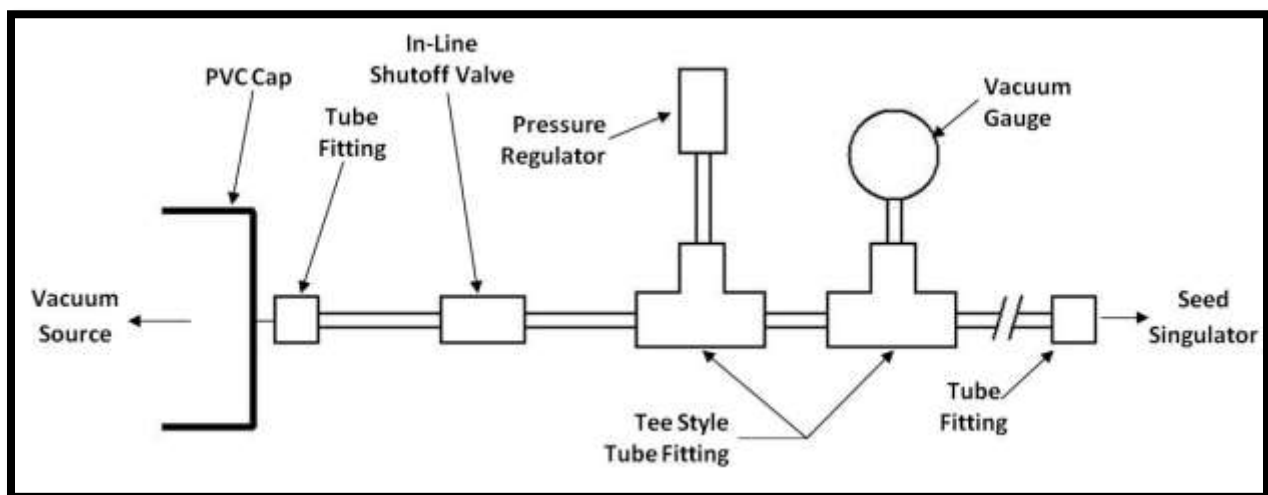 In-Line
Shutoff Valve
PVC Cap
Tube
Fitting
Pressure
Regulator
Vacuum
Gauge
Vacuum
Source
Seed
Singulator
Tee Style
Tube Fitting
Tube
Fitting